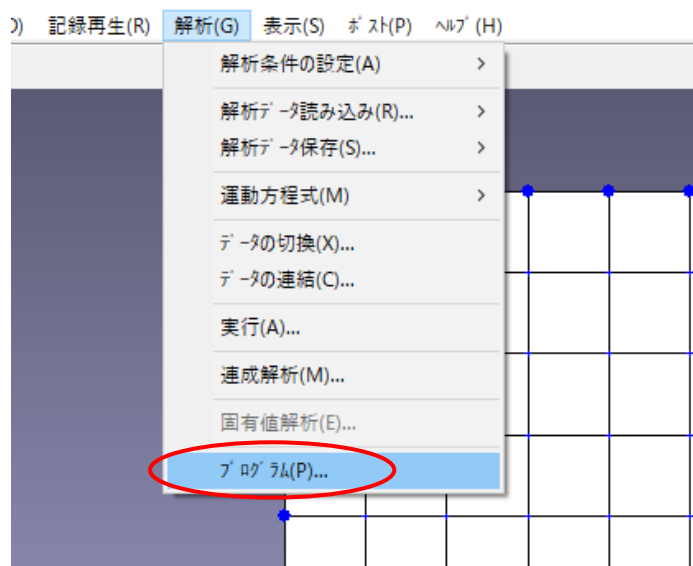 ) 記録再生(R) 解析(G) 表示(S) ﾎﾟｽﾄ(P) ﾍﾙﾌﾟ(H)
解析条件の設定(A) >
解析ﾃﾞｰﾀ読み込み(R)... >
解析ﾃﾞｰﾀ保存(S)... >
運動方程式(M) >
ﾃﾞｰﾀの切換(X)...
ﾃﾞｰﾀの連結(C)...
実行(A)...
連成解析(M)...
固有値解析(E)...
ﾌﾟﾛｸﾞﾗﾑ(P)...